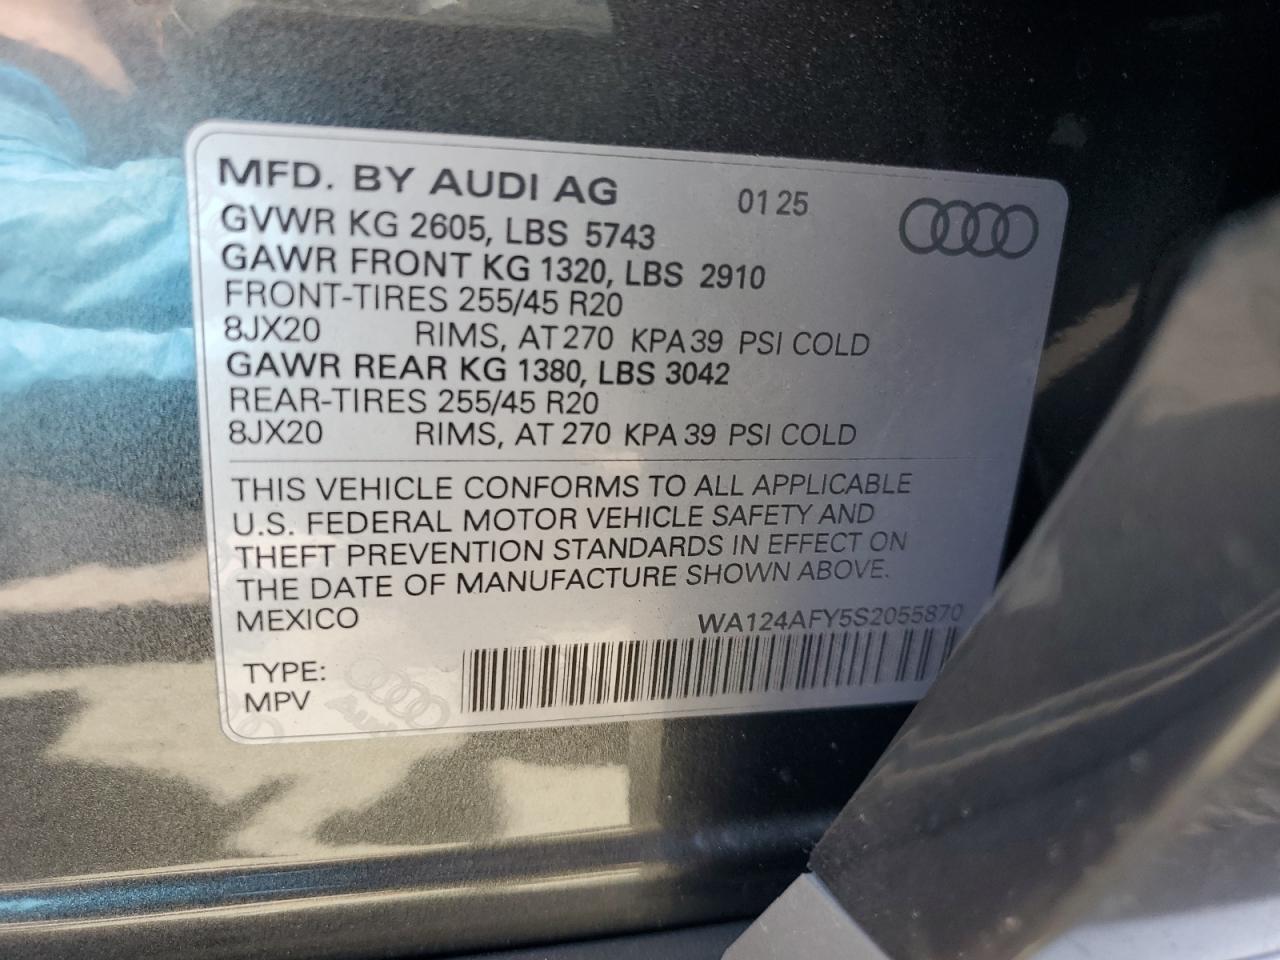 MFD. BY AUDI AG 01 25
GVWR KG 2605, LBS 5743
GAWR FRONT KG 1320, LBS 2910
FRONT-TIRES 255/45 R20
8JX20 RIMS, AT 270 KPA 39 PSI COLD
GAWR REAR KG 1380, LBS 3042
REAR-TIRES 255/45 R20
8JX20 RIMS, AT 270 KPA 39 PSI COLD
THIS VEHICLE CONFORMS TO ALL APPLICABLE
U.S. FEDERAL MOTOR VEHICLE SAFETY AND
THEFT PREVENTION STANDARDS IN EFFECT ON
THE DATE OF MANUFACTURE SHOWN ABOVE.
MEXICO WA124AFY5S2055870
TYPE:
MPV